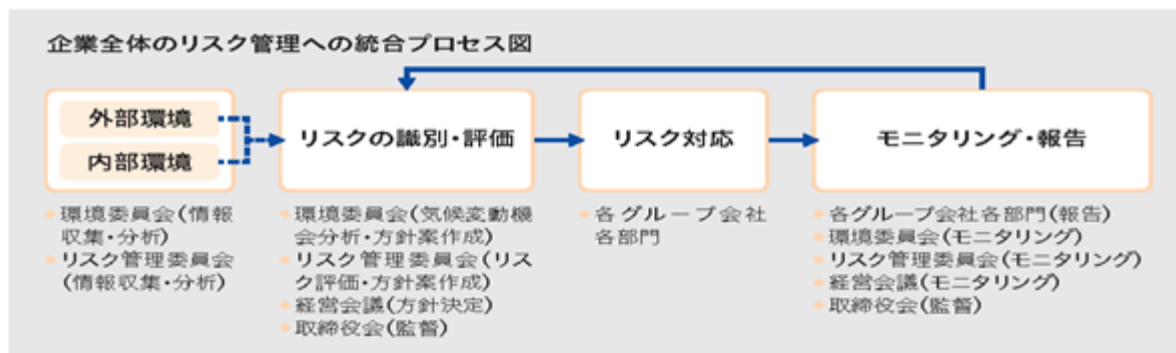 企業全体のリスク管理への統合プロセス図
外部環境
内部環境
リスクの識別・評価
リスク対応
モニタリング・報告
環境委員会(情報
収集・分析)
リスク管理委員会
(情報収集・分析)
環境委員会(気候変動機
会分析・方針案作成)
リスク管理委員会(リス
ク評価・方針案作成)
経営会議(方針決定)
取締役会(監督)
各グループ会社
各部門
各グループ会社各部門(報告)
環境委員会(モニタリング)
リスク管理委員会(モニタリング)
経営会議(モニタリング)
取締役会(監督)